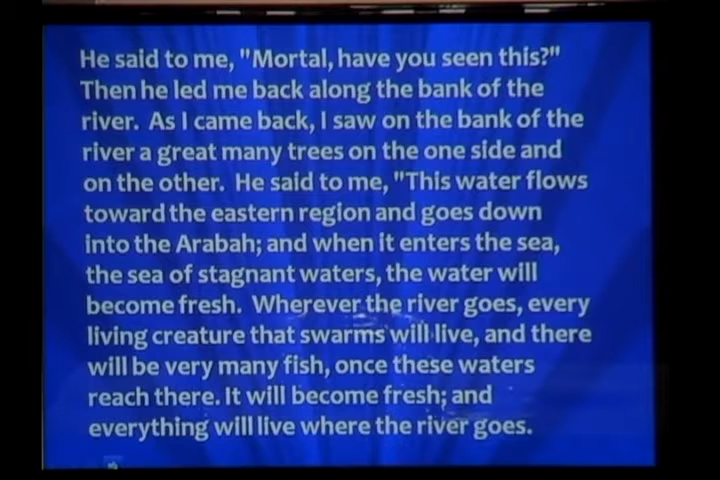 He said to me, "Mortal, have you seen this?"
Then he led me back along the bank of the
river.  As I came back, I saw on the bank of the
river a great many trees on the one side and
on the other.  He said to me, "This water flows
toward the eastern region and goes down
into the Arabah; and when it enters the sea,
the sea of stagnant waters, the water will
become fresh.  Wherever the river goes, every
living creature that swarms will live, and there
will be very many fish, once these waters
reach there. It will become fresh; and
everything will live where the river goes.